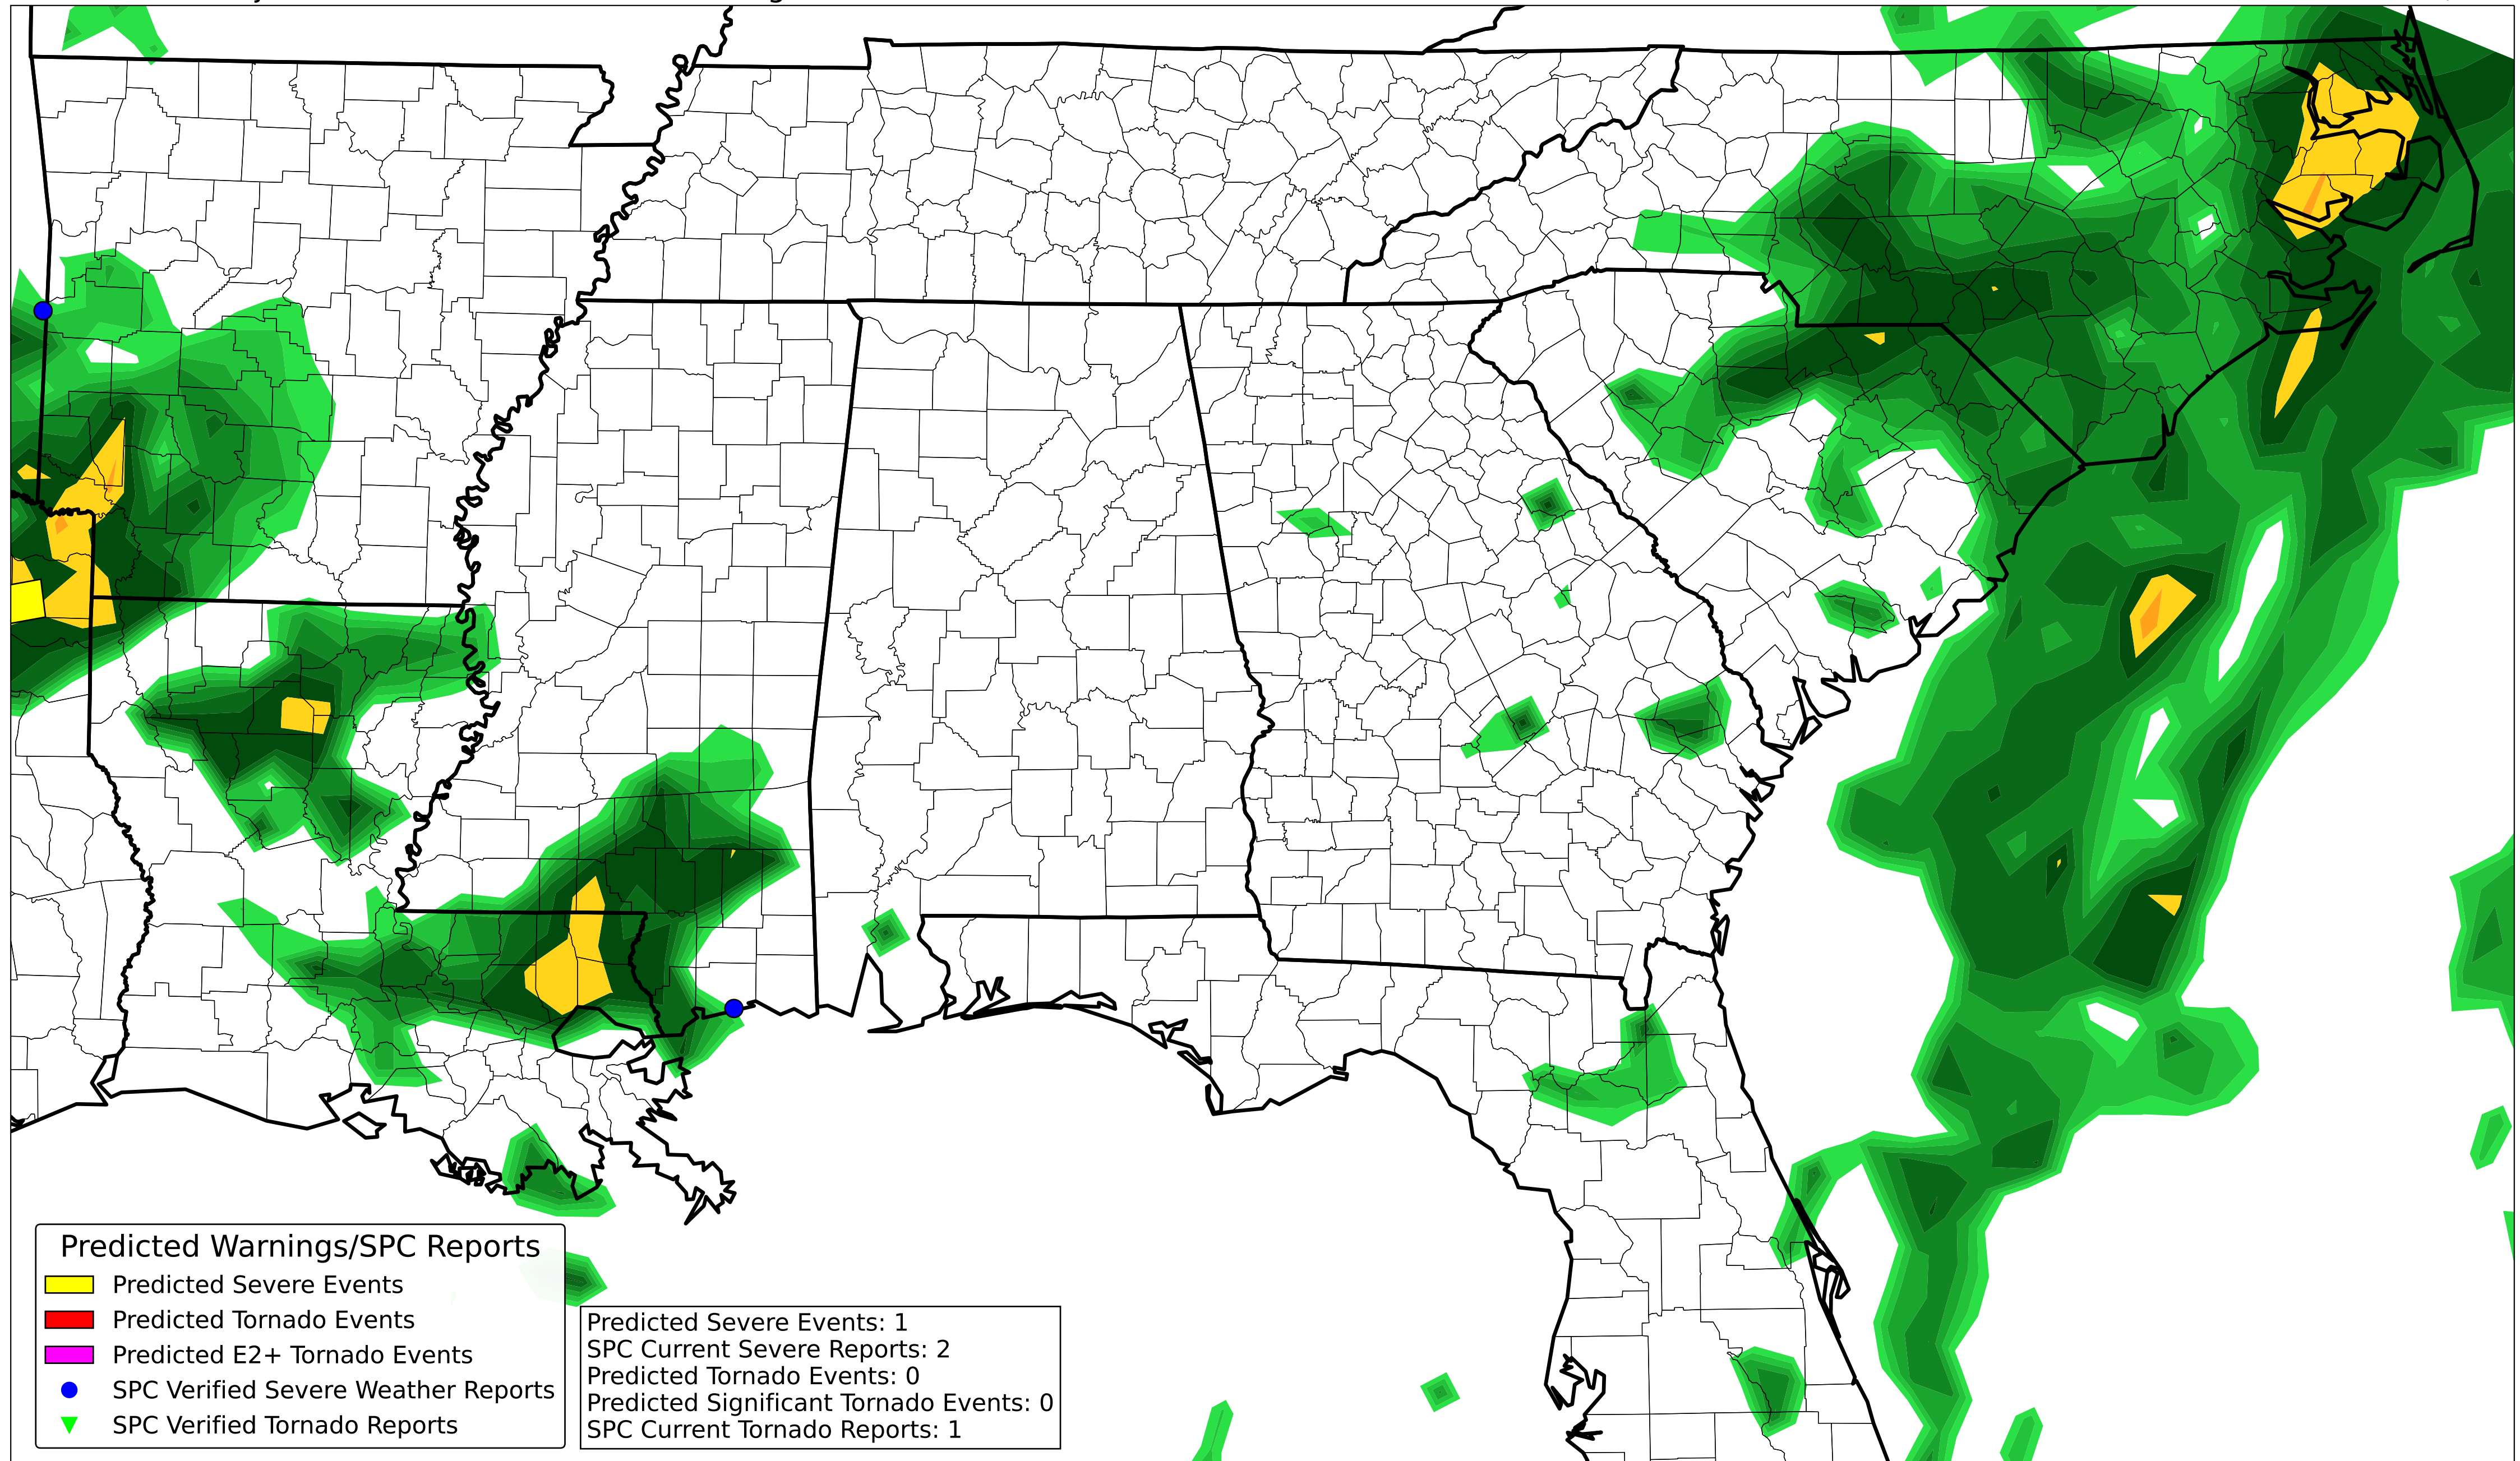 Predicted Warnings/SPC Reports
Predicted Severe Events
Predicted Tornado Events
Predicted E2+ Tornado Events
SPC Verified Severe Weather Reports
SPC Verified Tornado Reports
Predicted Severe Events: 1
SPC Current Severe Reports: 2
Predicted Tornado Events: 0
Predicted Significant Tornado Events: 0
SPC Current Tornado Reports: 1